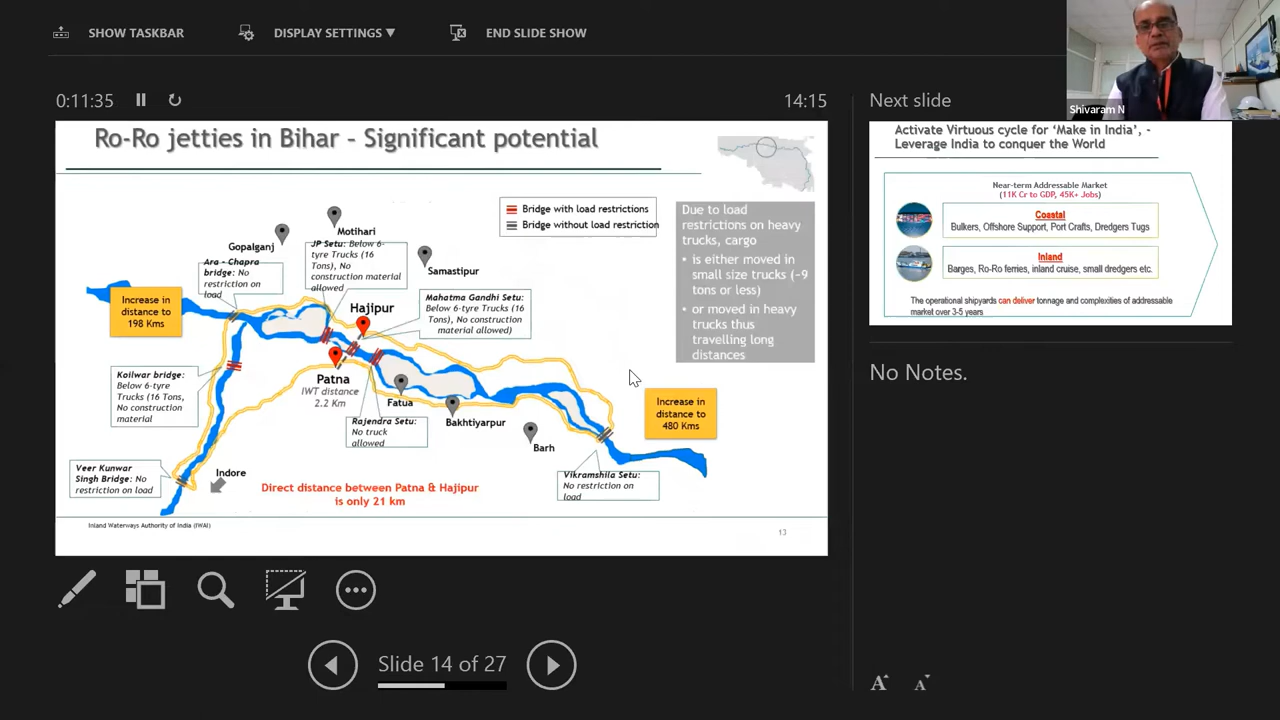 SHOW TASKBAR
DISPLAY SETTINGS ▼
END SLIDE SHOW
0:11:35
14:15
Next slide
Shivaram N
Ro-Ro jetties in Bihar - Significant potential
Bridge with load restrictions
Bridge without load restriction
Due to load
restrictions on heavy
trucks, cargo
• is either moved in
small size trucks (~9
tons or less)
• or moved in heavy
trucks thus
travelling long
distances
Motihari
Gopalganj
Samastipur
Ara - Chapra
bridge: No
restriction on
load
JP Setu: Below 6-
tyre Trucks (16
Tons), No
construction material
allowed
Mahatma Gandhi Setu:
Below 6-tyre Trucks (16
Tons), No construction
material allowed)
Increase in
distance to
198 Kms
Hajipur
Koilwar bridge:
Below 6-tyre
Trucks (16 Tons,
No construction
material
Patna
IWT distance
2.2 Km
Fatua
Bakhtiyarpur
Barh
Rajendra Setu:
No truck
allowed
Increase in
distance to
480 Kms
Veer Kunwar
Singh Bridge: No
restriction on load
Indore
Vikramshila Setu:
No restriction on
load
Direct distance between Patna & Hajipur
is only 21 km
Inland Waterways Authority of India (IWAI)
13
Activate Virtuous cycle for ‘Make in India’, -
Leverage India to conquer the World
Near-term Addressable Market
(11K Cr to GDP, 45K+ Jobs)
Coastal
Bulkers, Offshore Support, Port Crafts, Dredgers Tugs
Inland
Barges, Ro-Ro ferries, inland cruise, small dredgers etc.
The operational shipyards can deliver tonnage and complexities of addressable
market over 3-5 years
No Notes.
Slide 14 of 27
A A